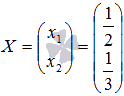 X = (x₁ x₂) = (1/2 1/3)